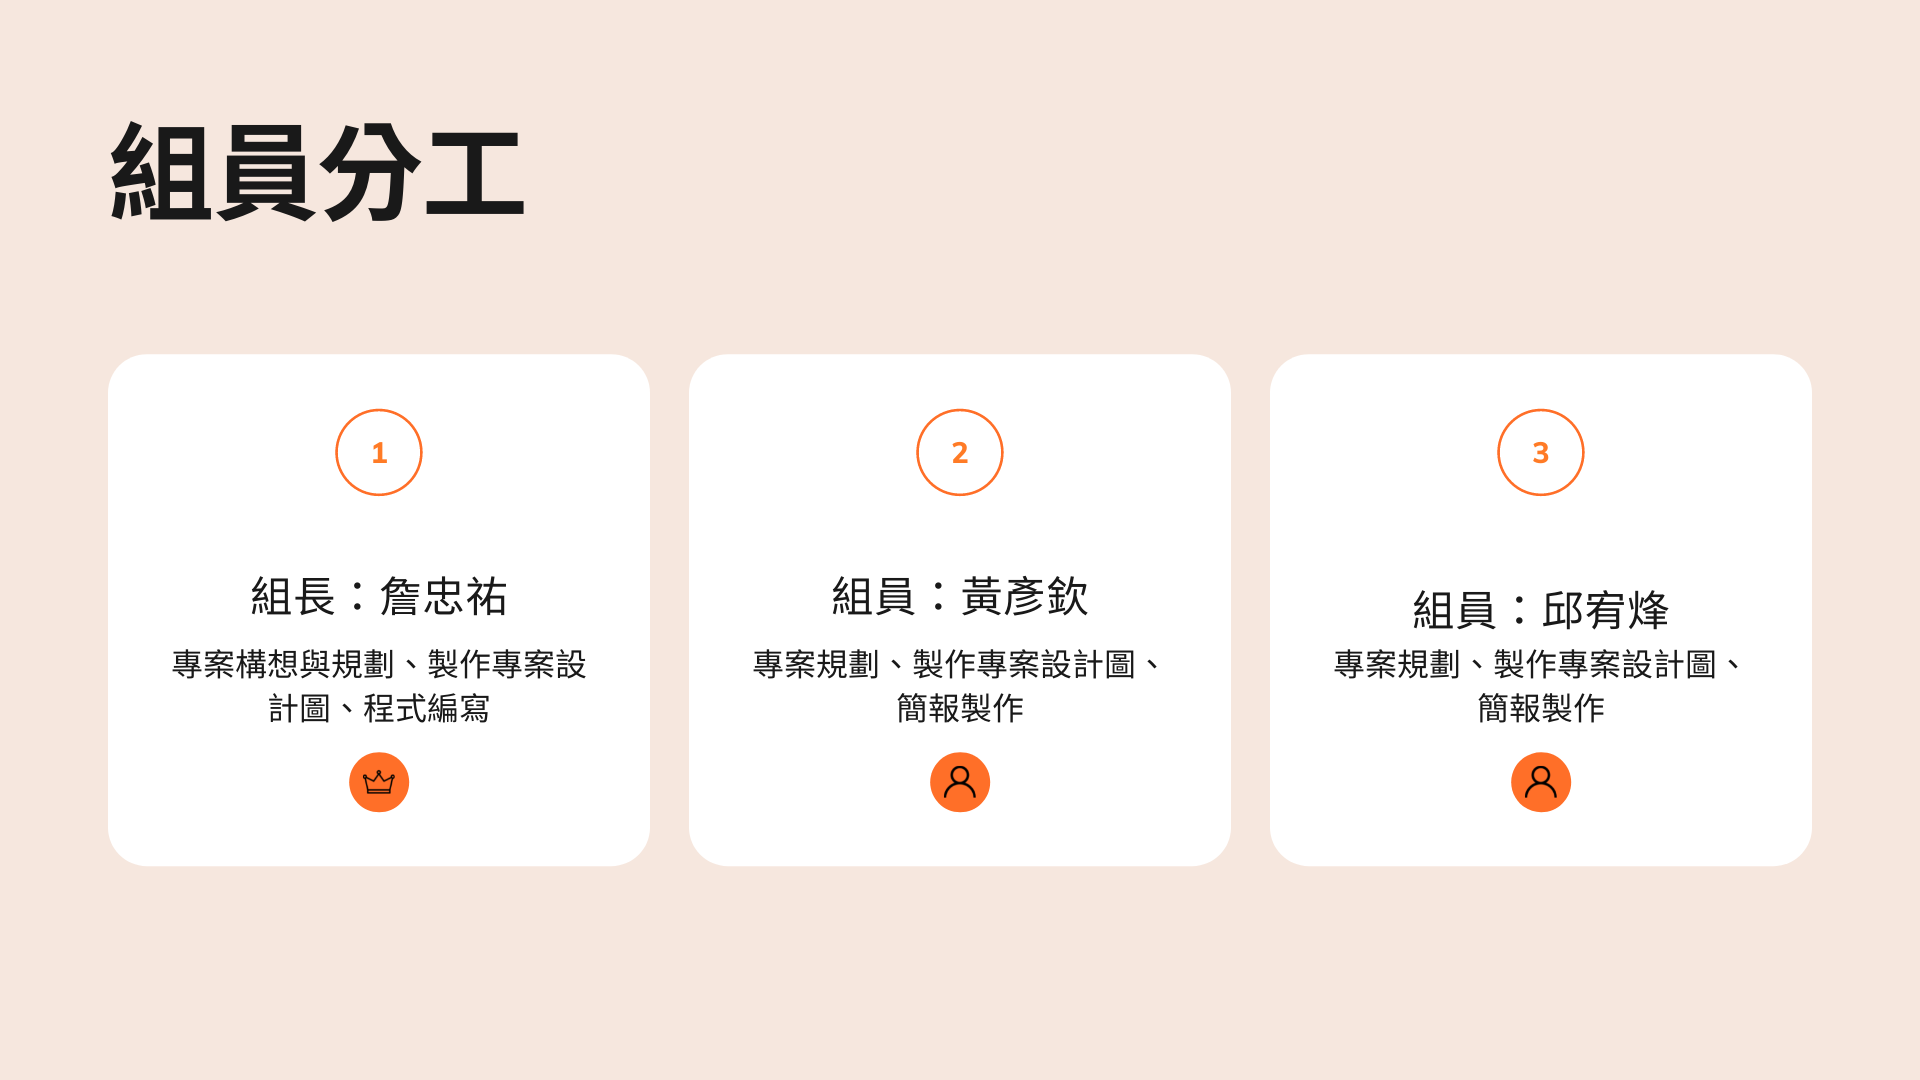 組員分工
1
組長：詹忠祐
專案構想與規劃、製作專案設
計圖、程式編寫
2
組員：黃彥欽
專案規劃、製作專案設計圖、
簡報製作
3
組員：邱宥烽
專案規劃、製作專案設計圖、
簡報製作